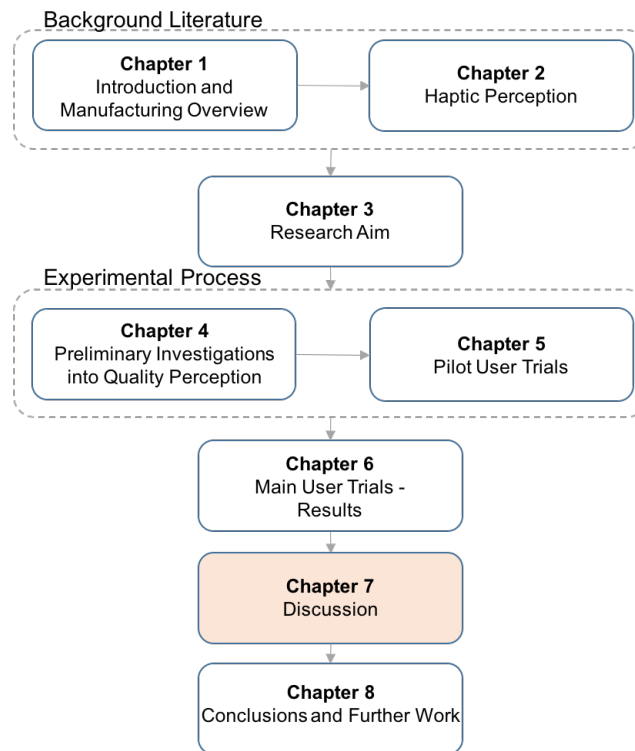 Background Literature
Chapter 1
Introduction and
Manufacturing Overview
Chapter 2
Haptic Perception
Chapter 3
Research Aim
Experimental Process
Chapter 4
Preliminary Investigations
into Quality Perception
Chapter 5
Pilot User Trials
Chapter 6
Main User Trials -
Results
Chapter 7
Discussion
Chapter 8
Conclusions and Further Work